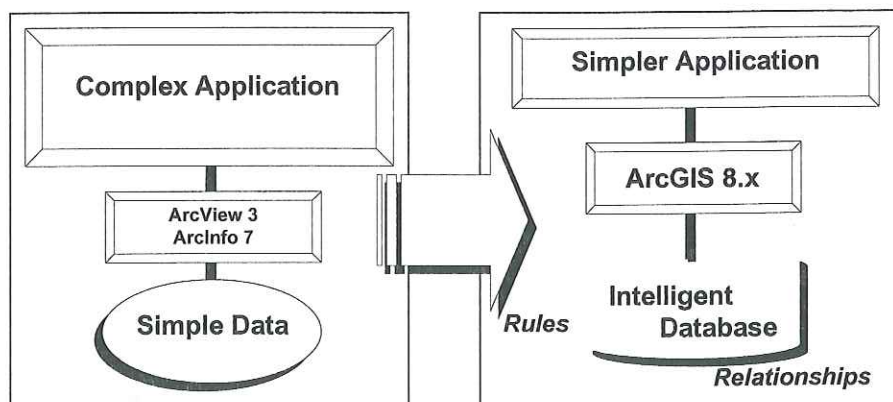 Complex Application
ArcView 3
ArcInfo 7
Simple Data
Simpler Application
ArcGIS 8.x
Intelligent
Database
Rules
Relationships